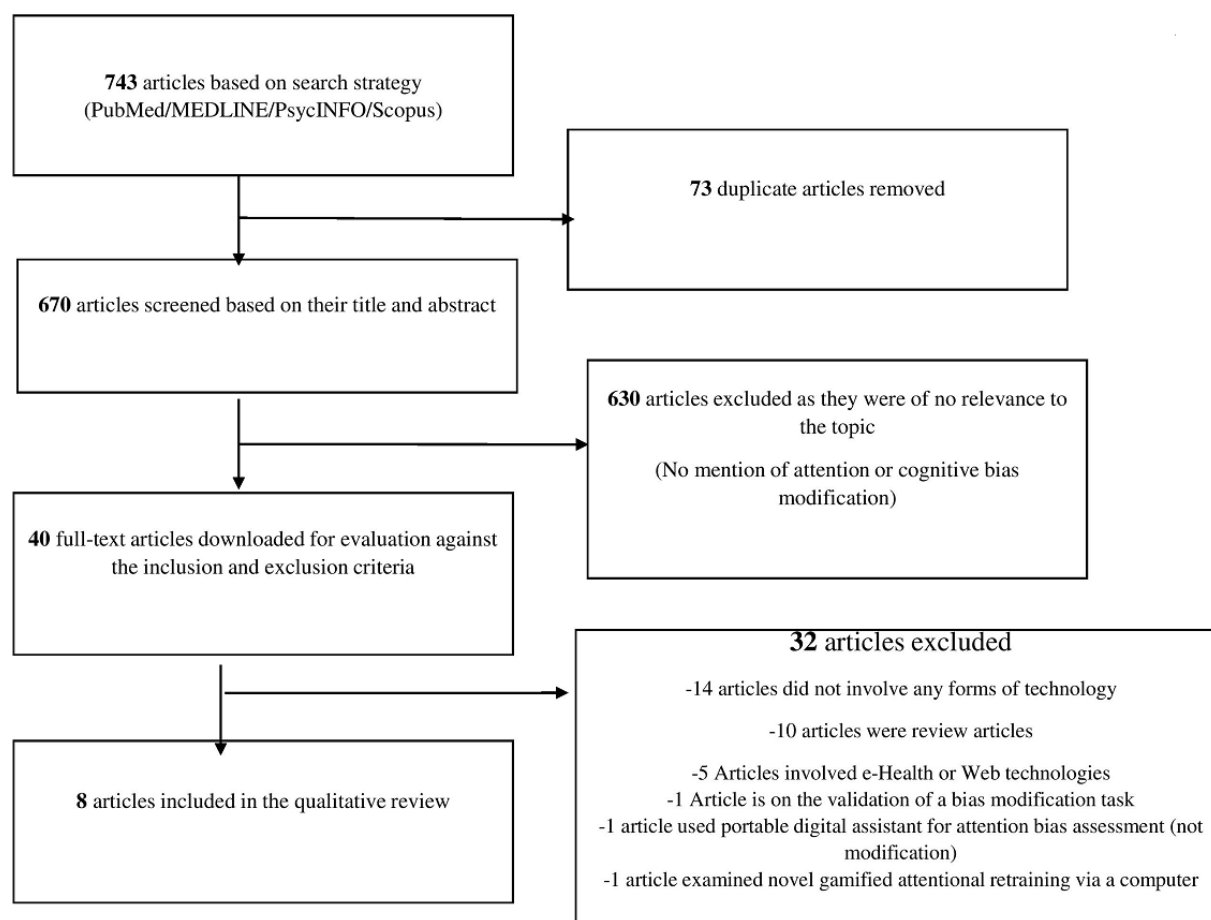 743 articles based on search strategy
(PubMed/MEDLINE/PsycINFO/Scopus)
73 duplicate articles removed
670 articles screened based on their title and abstract
630 articles excluded as they were of no relevance to
the topic
(No mention of attention or cognitive bias
modification)
40 full-text articles downloaded for evaluation against
the inclusion and exclusion criteria
32 articles excluded
-14 articles did not involve any forms of technology
-10 articles were review articles
-5 Articles involved e-Health or Web technologies
-1 Article is on the validation of a bias modification task
-1 article used portable digital assistant for attention bias assessment (not
modification)
-1 article examined novel gamified attentional retraining via a computer
8 articles included in the qualitative review